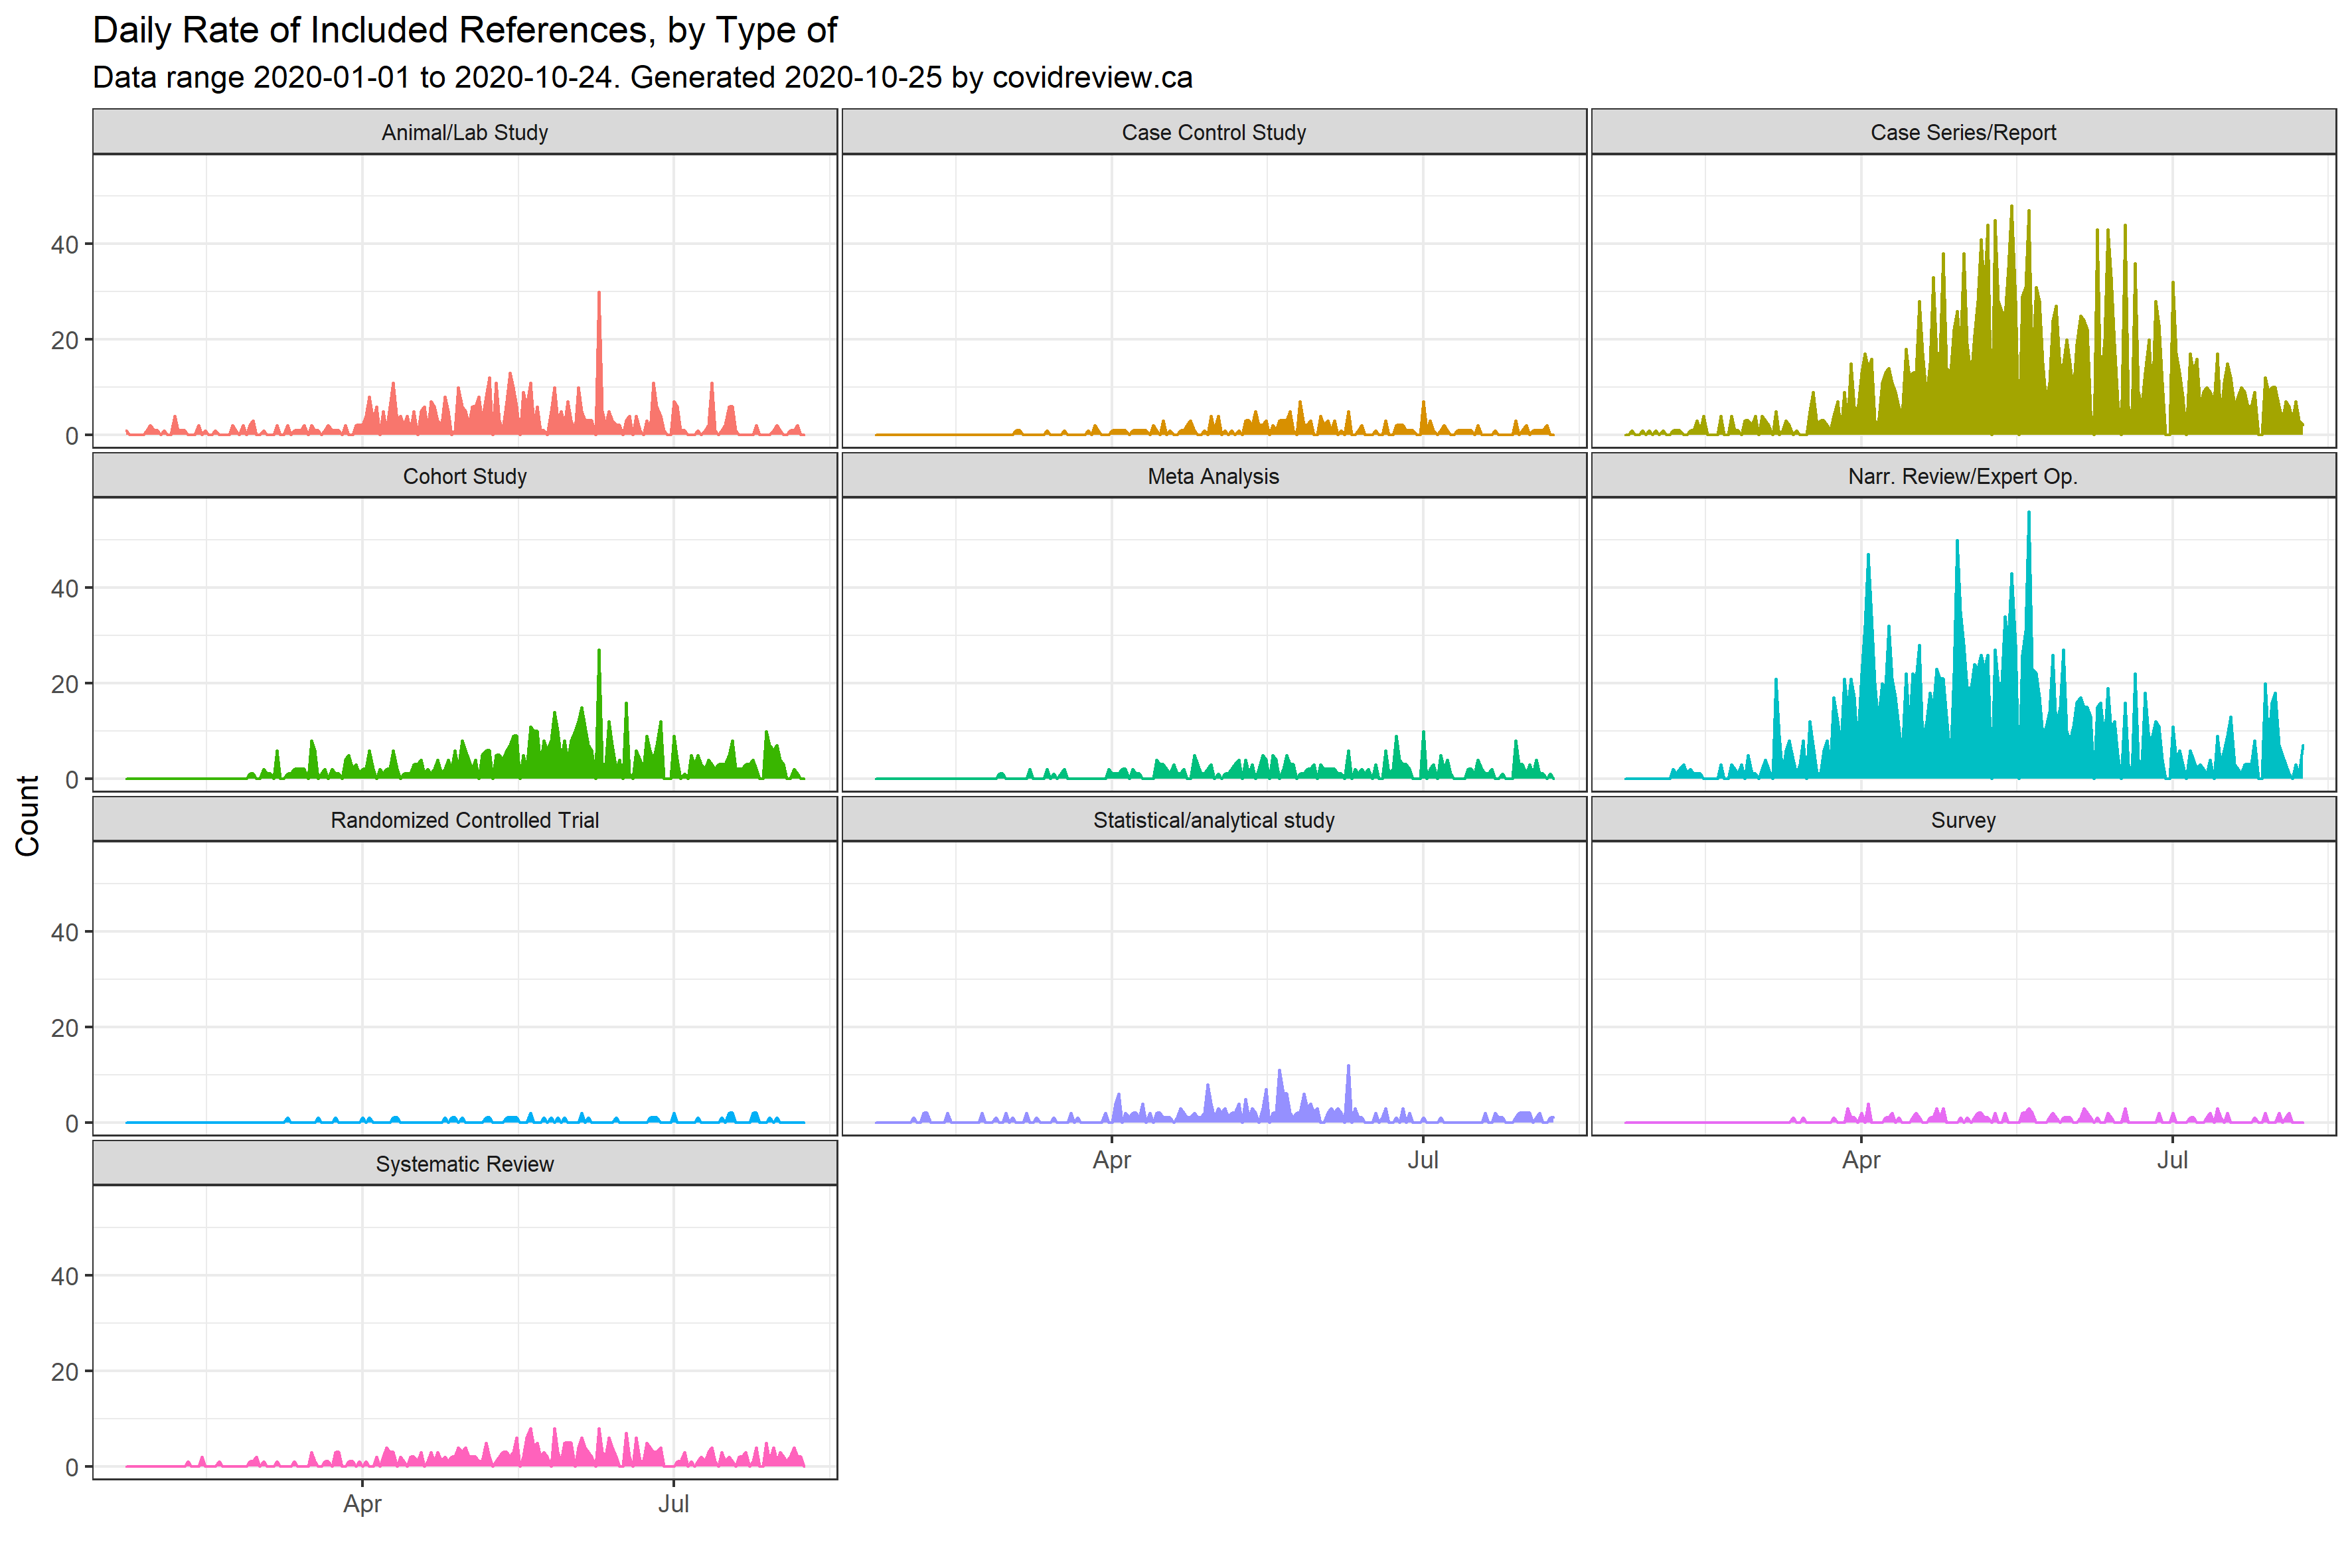 Daily Rate of Included References, by Type of
Data range 2020-01-01 to 2020-10-24. Generated 2020-10-25 by covidreview.ca
Animal/Lab Study
Case Control Study
Case Series/Report
40
20
0
Cohort Study
Meta Analysis
Narr. Review/Expert Op.
40
20
0
Count
Randomized Controlled Trial
Statistical/analytical study
Survey
40
20
0
Apr
Jul
Apr
Jul
Systematic Review
40
20
0
Apr
Jul